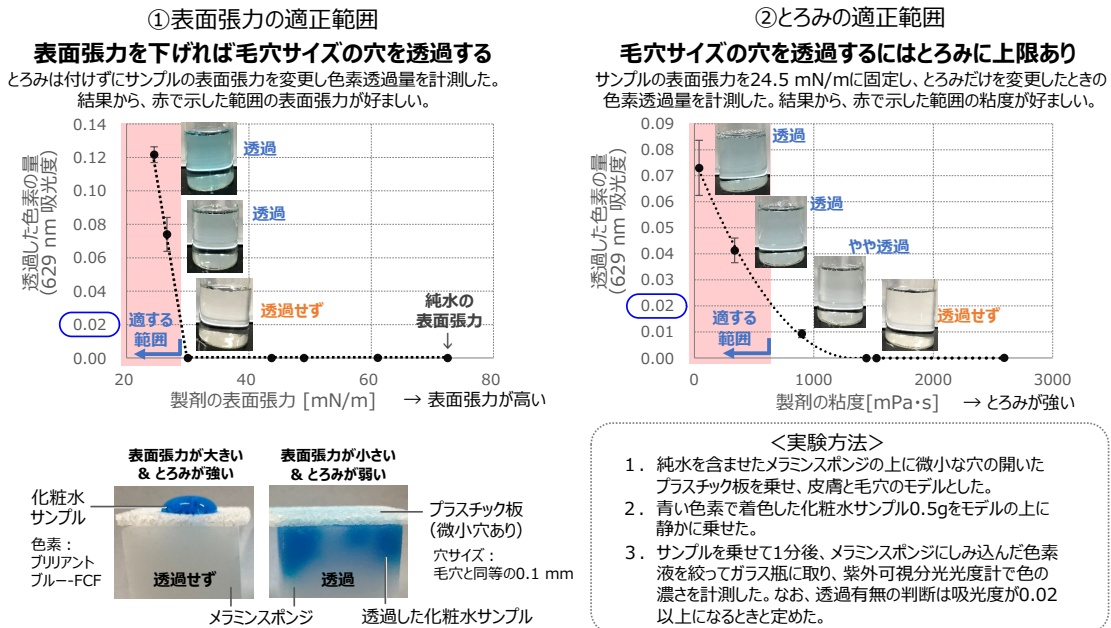 ①表面張力の適正範囲
表面張力を下げれば毛穴サイズの穴を透過する
とろみは付けずにサンプルの表面張力を変更し色素透過量を計測した。
結果から、赤で示した範囲の表面張力が好ましい。
透過した色素の量
(629 nm 吸光度)
0.14
0.12
0.10
0.08
0.06
0.04
0.02
0.00
透過
透過
透過せず
純水の
表面張力
↓
適する
範囲
20
40
60
80
製剤の表面張力 [mN/m] → 表面張力が高い
②とろみの適正範囲
毛穴サイズの穴を透過するにはとろみに上限あり
サンプルの表面張力を24.5 mN/mに固定し、とろみだけを変更したときの
色素透過量を計測した。結果から、赤で示した範囲の粘度が好ましい。
透過した色素の量
(629 nm 吸光度)
0.09
0.08
0.07
0.06
0.05
0.04
0.03
0.02
0.01
0.00
透過
透過
やや透過
透過せず
適する
範囲
0
1000
2000
3000
製剤の粘度[mPa・s] → とろみが強い
表面張力が大きい
& とろみが強い
表面張力が小さい
& とろみが弱い
化粧水
サンプル
色素：
ブリリアント
ブルーFCF
透過せず
透過
プラスチック板
(微小穴あり)
穴サイズ：
毛穴と同等の0.1 mm
メラミンスポンジ
透過した化粧水サンプル
＜実験方法＞
1. 純水を含ませたメラミンスポンジの上に微小な穴の開いた
プラスチック板を乗せ、皮膚と毛穴のモデルとした。
2. 青い色素で着色した化粧水サンプル0.5gをモデルの上に
静かに乗せた。
3. サンプルを乗せて1分後、メラミンスポンジにしみ込んだ色素
液を絞ってガラス瓶に取り、紫外可視分光光度計で色の
濃さを計測した。なお、透過有無の判断は吸光度が0.02
以上になるときと定めた。